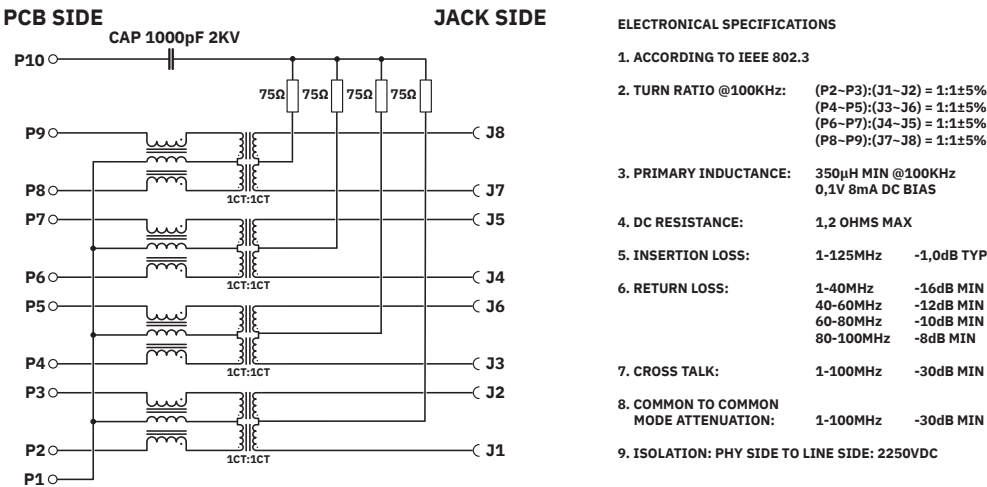 PCB SIDE
JACK SIDE
CAP 1000pF 2KV
P10
75Ω 75Ω 75Ω 75Ω
P9
J8
P8
J7
1CT:1CT
P7
J5
P6
J4
1CT:1CT
P5
J6
P4
J3
1CT:1CT
P3
J2
P2
J1
1CT:1CT
P1
ELECTRONICAL SPECIFICATIONS
1. ACCORDING TO IEEE 802.3
2. TURN RATIO @100KHz: (P2~P3):(J1~J2) = 1:1±5%
(P4~P5):(J3~J6) = 1:1±5%
(P6~P7):(J4~J5) = 1:1±5%
(P8~P9):(J7~J8) = 1:1±5%
3. PRIMARY INDUCTANCE: 350µH MIN @100KHz
0,1V 8mA DC BIAS
4. DC RESISTANCE: 1,2 OHMS MAX
5. INSERTION LOSS: 1-125MHz -1,0dB TYP
6. RETURN LOSS: 1-40MHz -16dB MIN
40-60MHz -12dB MIN
60-80MHz -10dB MIN
80-100MHz -8dB MIN
7. CROSS TALK: 1-100MHz -30dB MIN
8. COMMON TO COMMON
MODE ATTENUATION: 1-100MHz -30dB MIN
9. ISOLATION: PHY SIDE TO LINE SIDE: 2250VDC